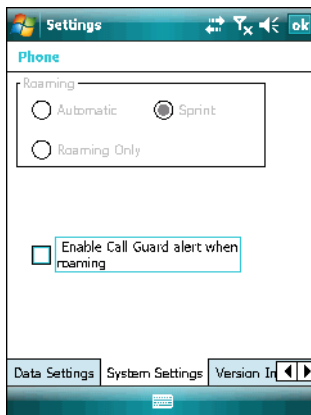 Settings ok
Phone
Roaming
Automatic Sprint
Roaming Only
Enable Call Guard alert when
roaming
Data Settings System Settings Version In